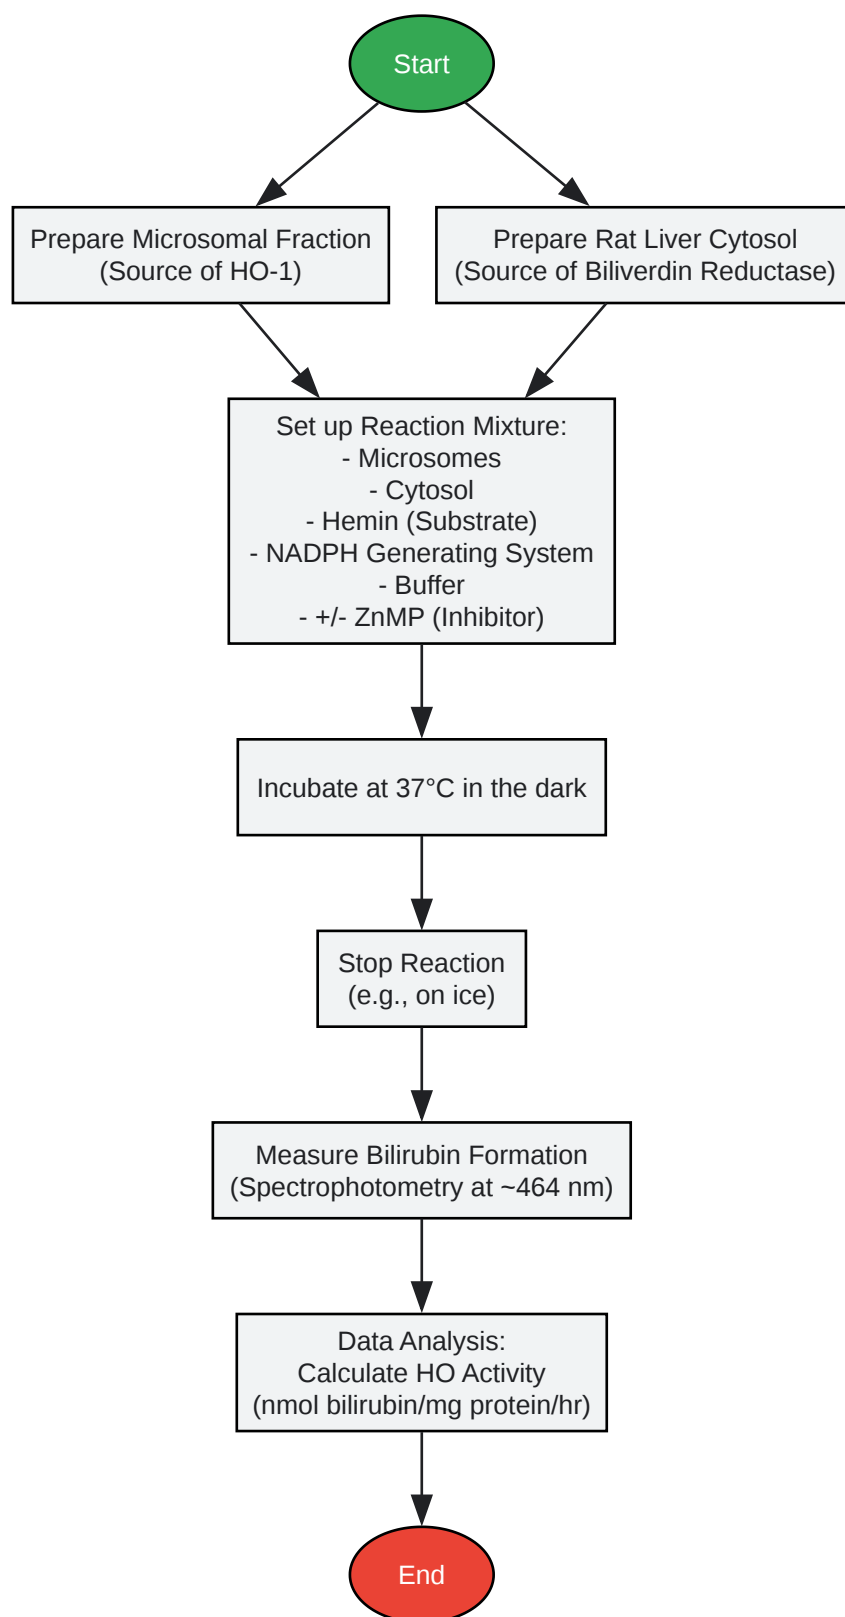 Start
Prepare Microsomal Fraction
(Source of HO-1)
Prepare Rat Liver Cytosol
(Source of Biliverdin Reductase)
Set up Reaction Mixture:
- Microsomes
- Cytosol
- Hemin (Substrate)
- NADPH Generating System
- Buffer
- +/- ZnMP (Inhibitor)
Incubate at 37°C in the dark
Stop Reaction
(e.g., on ice)
Measure Bilirubin Formation
(Spectrophotometry at ~464 nm)
Data Analysis:
Calculate HO Activity
(nmol bilirubin/mg protein/hr)
End